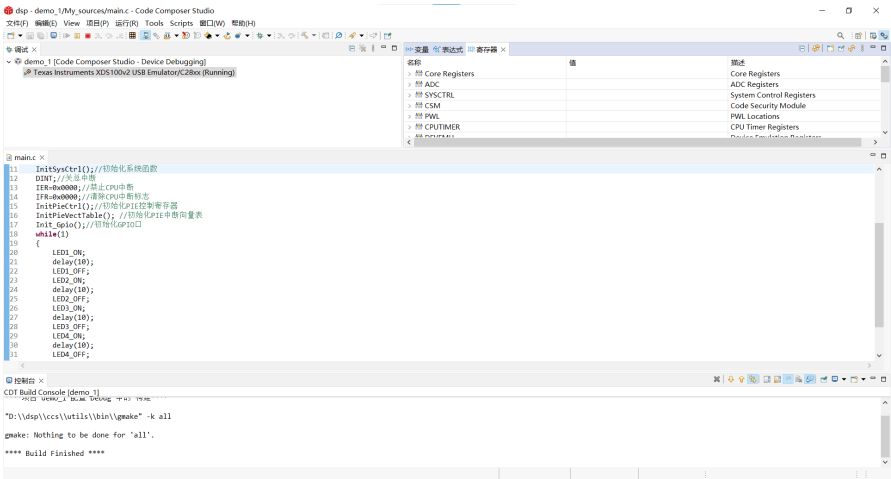 dsp - demo_1/My_sources/main.c - Code Composer Studio
文件(F) 编辑(E) View 项目(P) 运行(R) Tools Scripts 窗口(W) 帮助(H)
调试
demo_1 [Code Composer Studio - Device Debugging]
Texas Instruments XDS100v2 USB Emulator/C28xx (Running)
变量 表达式 寄存器
名称 值 描述
Core Registers Core Registers
ADC ADC Registers
SYSCTRL System Control Registers
CSM Code Security Module
PWL PWL Locations
CPUTIMER CPU Timer Registers
DEVEMU Device Emulation Registers
main.c
11 InitSysCtrl();//初始化系统函数
12 DINT;//关总中断
13 IER=0x0000;//禁止CPU中断
14 IFR=0x0000;//清除CPU中断标志
15 InitPieCtrl();//初始化PIE控制寄存器
16 InitPieVectTable(); //初始化PIE中断向量表
17 Init_Gpio();//初始化GPIO口
18 while(1)
19 {
20 LED1_ON;
21 delay(10);
22 LED1_OFF;
23 LED2_ON;
24 delay(10);
25 LED2_OFF;
26 LED3_ON;
27 delay(10);
28 LED3_OFF;
29 LED4_ON;
30 delay(10);
31 LED4_OFF;
控制台
CDT Build Console [demo_1]
"D:\\dsp\\ccs\\utils\\bin\\gmake" -k all
gmake: Nothing to be done for 'all'.
**** Build Finished ****